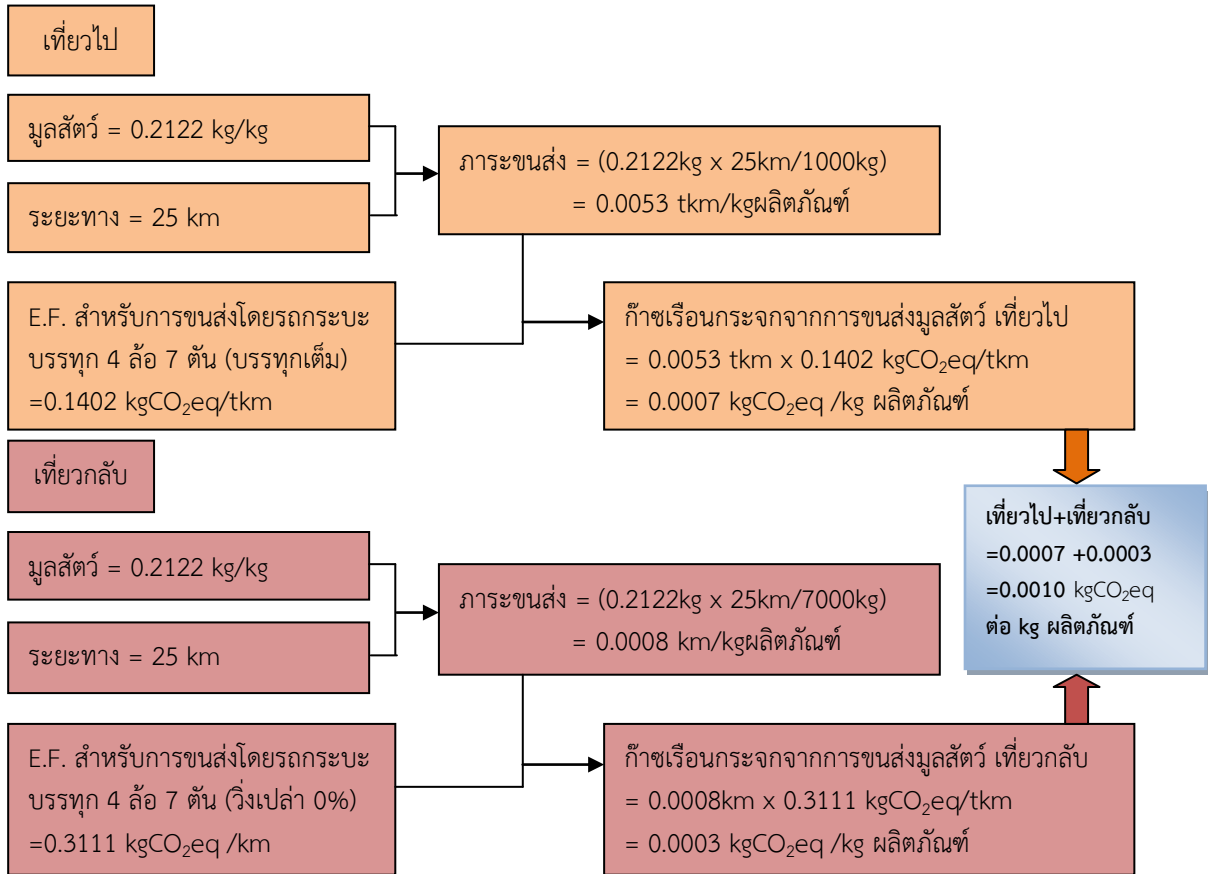 เที่ยวไป
มูลสัตว์ = 0.2122 kg/kg
ระยะทาง = 25 km
ภาระขนส่ง = (0.2122kg x 25km/1000kg)
= 0.0053 tkm/kgผลิตภัณฑ์
E.F. สำหรับการขนส่งโดยรถกระบะ
บรรทุก 4 ล้อ 7 ตัน (บรรทุกเต็ม)
=0.1402 kgCO₂eq/tkm
ก๊าซเรือนกระจกจากการขนส่งมูลสัตว์ เที่ยวไป
= 0.0053 tkm x 0.1402 kgCO₂eq/tkm
= 0.0007 kgCO₂eq /kg ผลิตภัณฑ์
เที่ยวกลับ
มูลสัตว์ = 0.2122 kg/kg
ระยะทาง = 25 km
ภาระขนส่ง = (0.2122kg x 25km/7000kg)
= 0.0008 km/kgผลิตภัณฑ์
E.F. สำหรับการขนส่งโดยรถกระบะ
บรรทุก 4 ล้อ 7 ตัน (วิ่งเปล่า 0%)
=0.3111 kgCO₂eq /km
ก๊าซเรือนกระจกจากการขนส่งมูลสัตว์ เที่ยวกลับ
= 0.0008km x 0.3111 kgCO₂eq/tkm
= 0.0003 kgCO₂eq /kg ผลิตภัณฑ์
เที่ยวไป+เที่ยวกลับ
=0.0007 +0.0003
=0.0010 kgCO₂eq
ต่อ kg ผลิตภัณฑ์